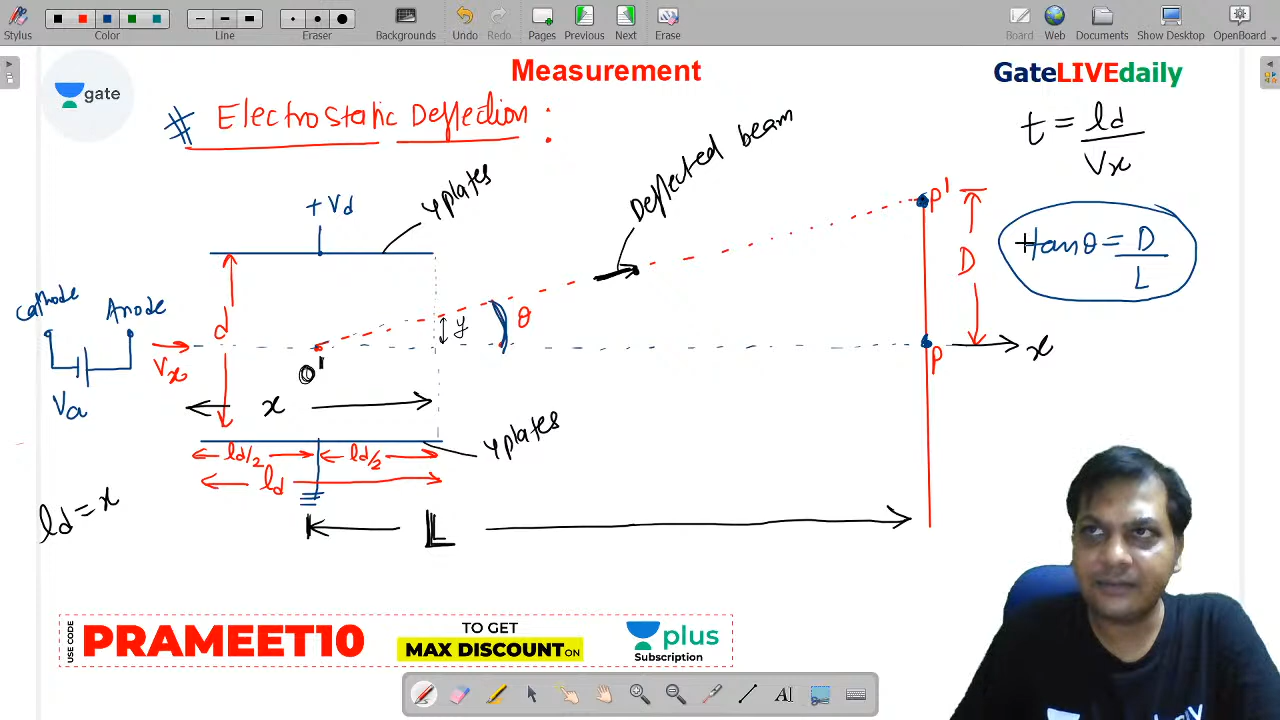 Stylus
Color
Line
Eraser
Backgrounds
Undo
Redo
Pages
Previous
Next
Erase
Board
Web
Documents
Show Desktop
OpenBoard
gate
Measurement
GateLIVEdaily
# Electrostatic Deflection :
t = ld / Vx
+Vd
Y plates
Deflected beam
P'
tanθ = D / L
D
Cathode
Anode
d
y
θ
Vx
O'
P
x
Va
x
Y plates
ld/2
ld/2
ld
ld = x
L
USE CODE
PRAMEET10
TO GET
MAX DISCOUNT ON
plus
Subscription